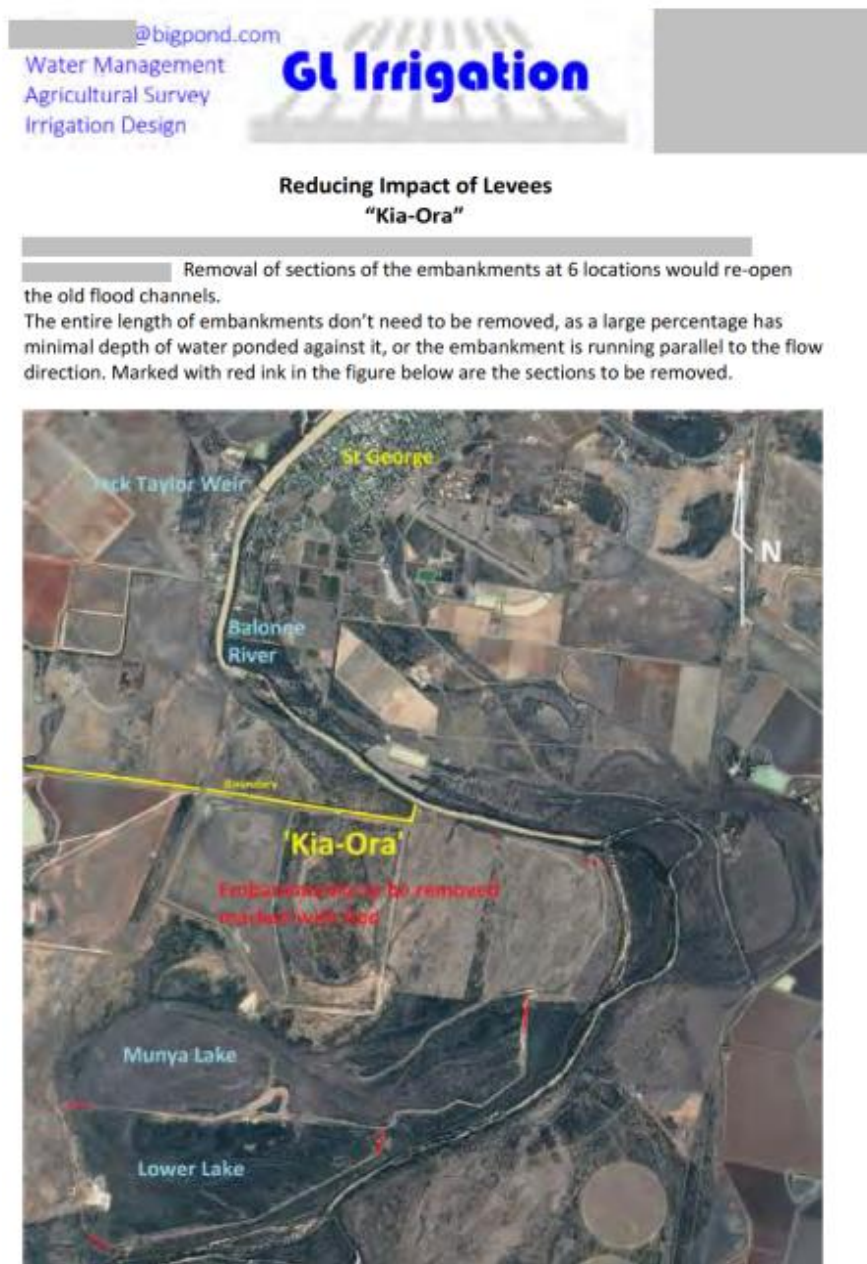 @bigpond.com
Water Management
Agricultural Survey
Irrigation Design
GL Irrigation
Reducing Impact of Levees
“Kia-Ora”
Removal of sections of the embankments at 6 locations would re-open
the old flood channels.
The entire length of embankments don’t need to be removed, as a large percentage has
minimal depth of water ponded against it, or the embankment is running parallel to the flow
direction. Marked with red ink in the figure below are the sections to be removed.
St George
Jack Taylor Weir
N
Balonne
River
Boundary
'Kia-Ora'
Embankments to be removed
marked with Red
Munya Lake
Lower Lake